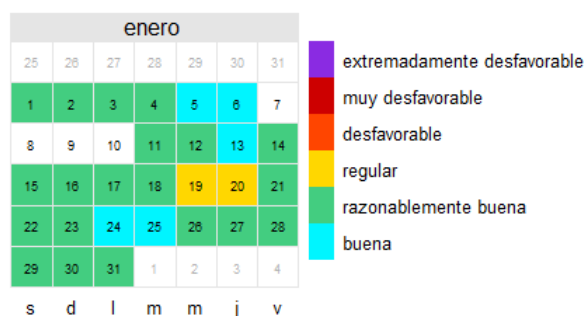 enero
25 26 27 28 29 30 31
1 2 3 4 5 6 7
8 9 10 11 12 13 14
15 16 17 18 19 20 21
22 23 24 25 26 27 28
29 30 31 1 2 3 4
s d l m m j v
extremadamente desfavorable
muy desfavorable
desfavorable
regular
razonablemente buena
buena